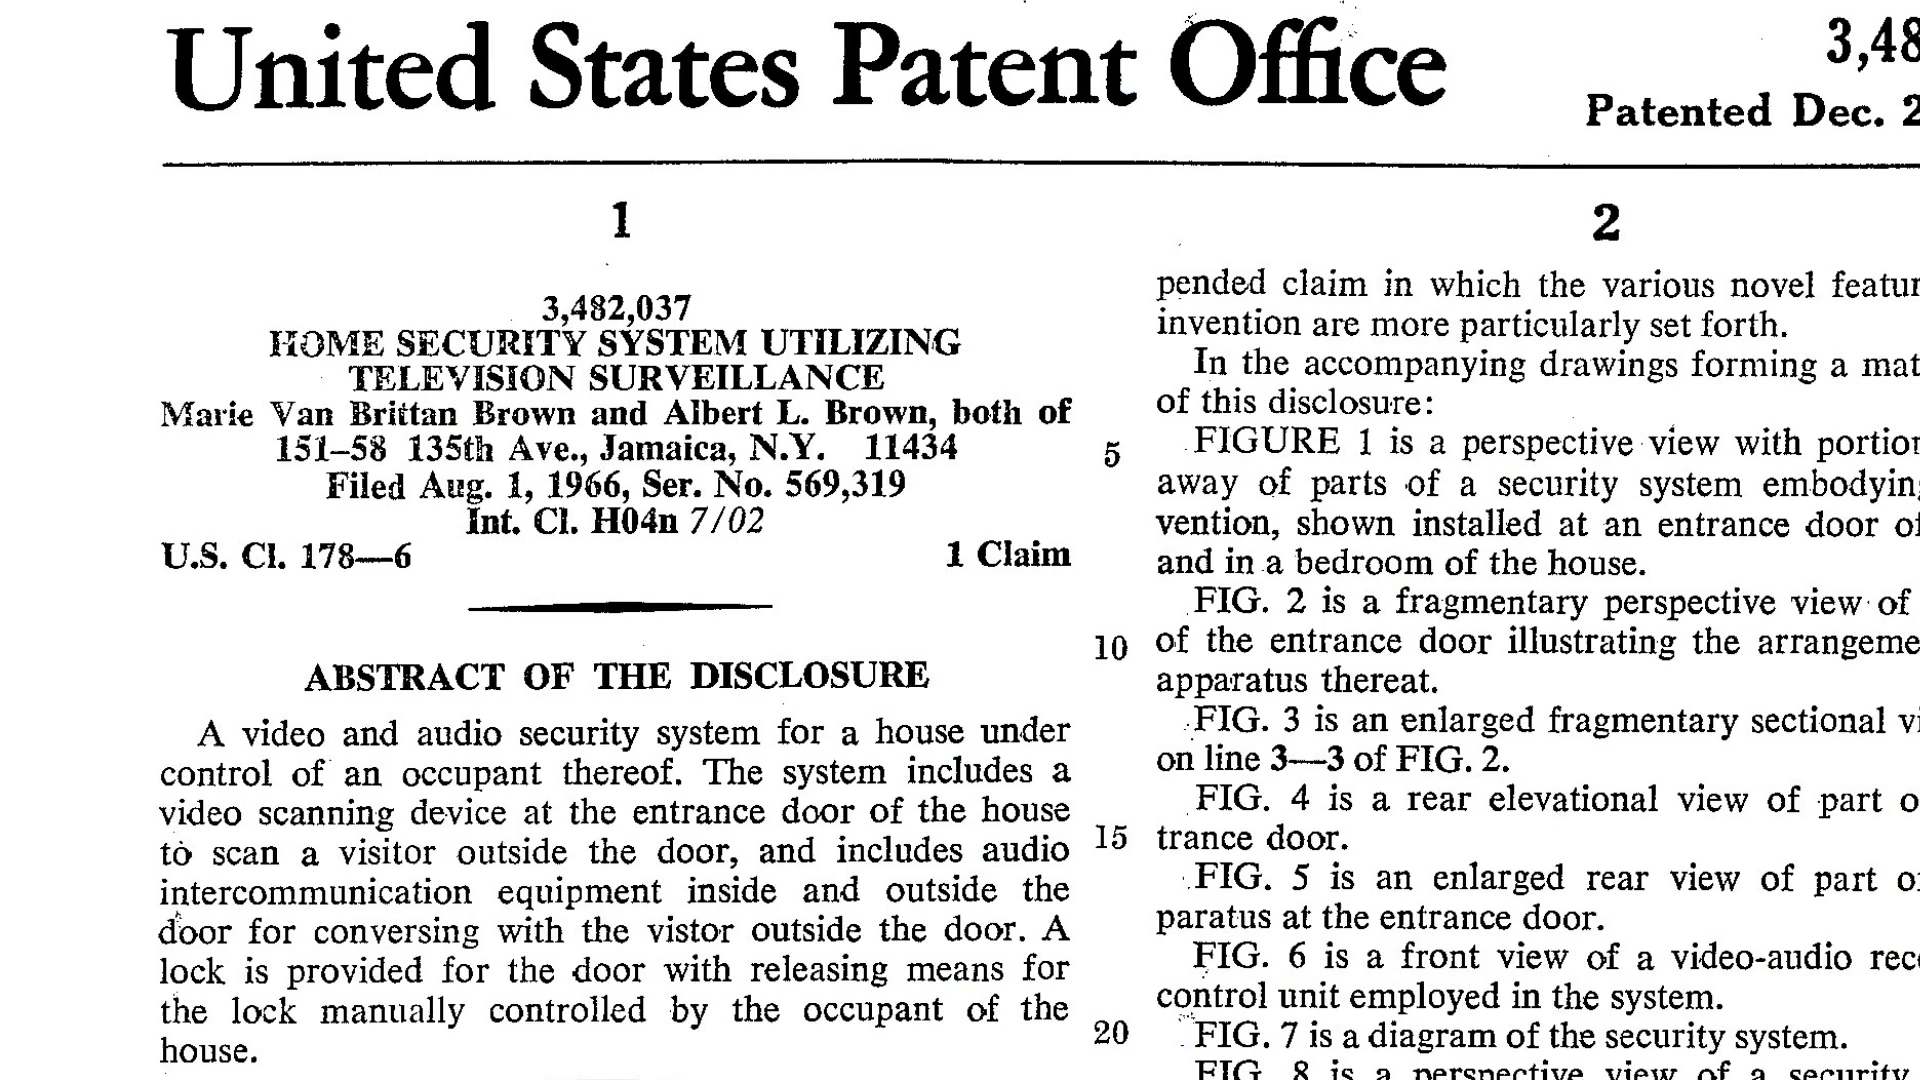 United States Patent Office
3,48
Patented Dec. 2
1
3,482,037
HOME SECURITY SYSTEM UTILIZING
TELEVISION SURVEILLANCE
Marie Van Brittan Brown and Albert L. Brown, both of
151–58 135th Ave., Jamaica, N.Y. 11434
Filed Aug. 1, 1966, Ser. No. 569,319
Int. Cl. H04n 7/02
U.S. Cl. 178—6 1 Claim
ABSTRACT OF THE DISCLOSURE
A video and audio security system for a house under
control of an occupant thereof. The system includes a
video scanning device at the entrance door of the house
to scan a visitor outside the door, and includes audio
intercommunication equipment inside and outside the
door for conversing with the vistor outside the door. A
lock is provided for the door with releasing means for
the lock manually controlled by the occupant of the
house.
2
pended claim in which the various novel featur
invention are more particularly set forth.
In the accompanying drawings forming a mat
of this disclosure:
5 FIGURE 1 is a perspective view with portion
away of parts of a security system embodying
vention, shown installed at an entrance door of
and in a bedroom of the house.
FIG. 2 is a fragmentary perspective view of
10 of the entrance door illustrating the arrangeme
apparatus thereat.
FIG. 3 is an enlarged fragmentary sectional vi
on line 3—3 of FIG. 2.
FIG. 4 is a rear elevational view of part o
15 trance door.
FIG. 5 is an enlarged rear view of part o
paratus at the entrance door.
FIG. 6 is a front view of a video-audio rec
control unit employed in the system.
20 FIG. 7 is a diagram of the security system.
FIG. 8 is a perspective view of a security